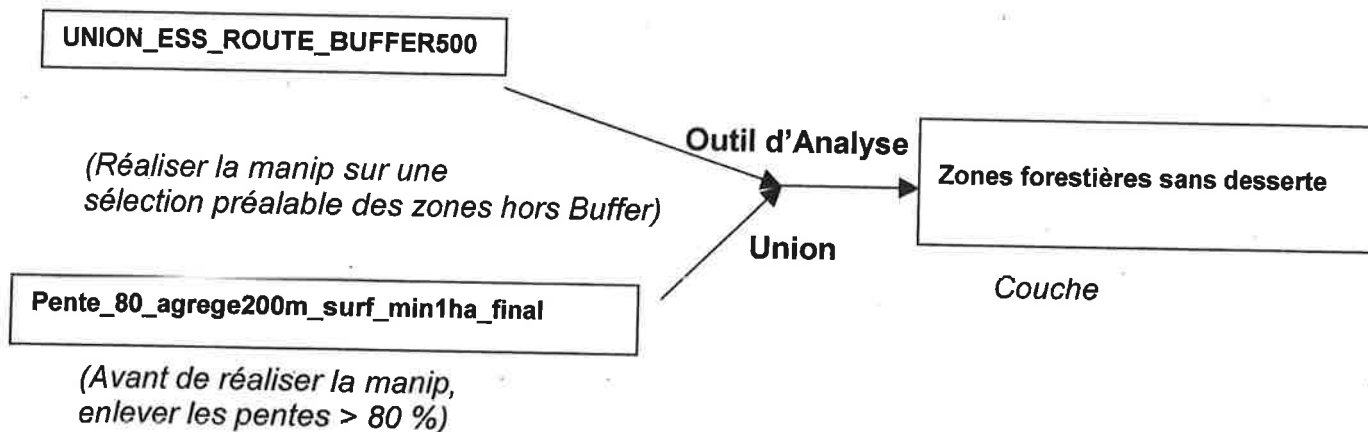 UNION_ESS_ROUTE_BUFFER500
(Réaliser la manip sur une
sélection préalable des zones hors Buffer)
Outil d'Analyse
Union
Zones forestières sans desserte
Couche
Pente_80_agrege200m_surf_min1ha_final
(Avant de réaliser la manip,
enlever les pentes > 80 %)